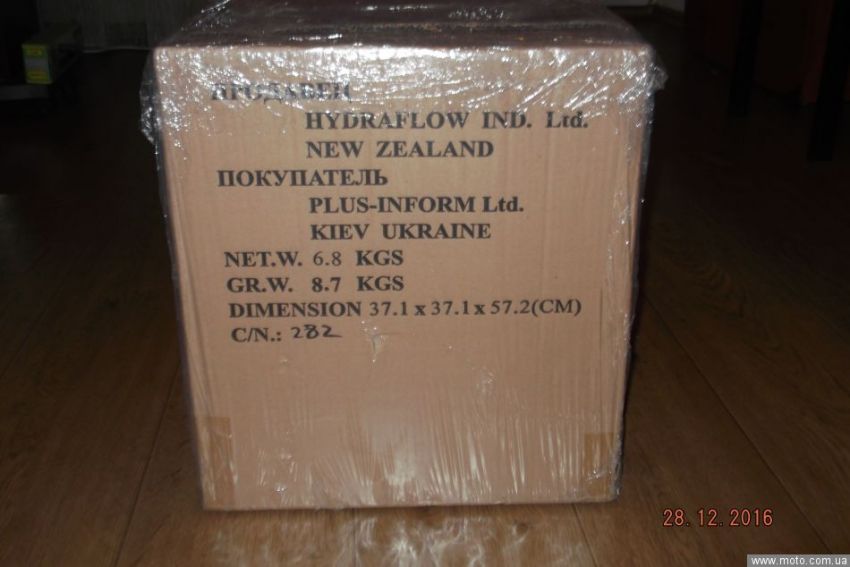 ПРОДАВЕЦ
HYDRAFLOW IND. Ltd.
NEW ZEALAND
ПОКУПАТЕЛЬ
PLUS-INFORM Ltd.
KIEV UKRAINE
NET.W. 6.8 KGS
GR.W. 8.7 KGS
DIMENSION 37.1 x 37.1 x 57.2(CM)
C/N.: 282
28.12.2016
www.moto.com.ua